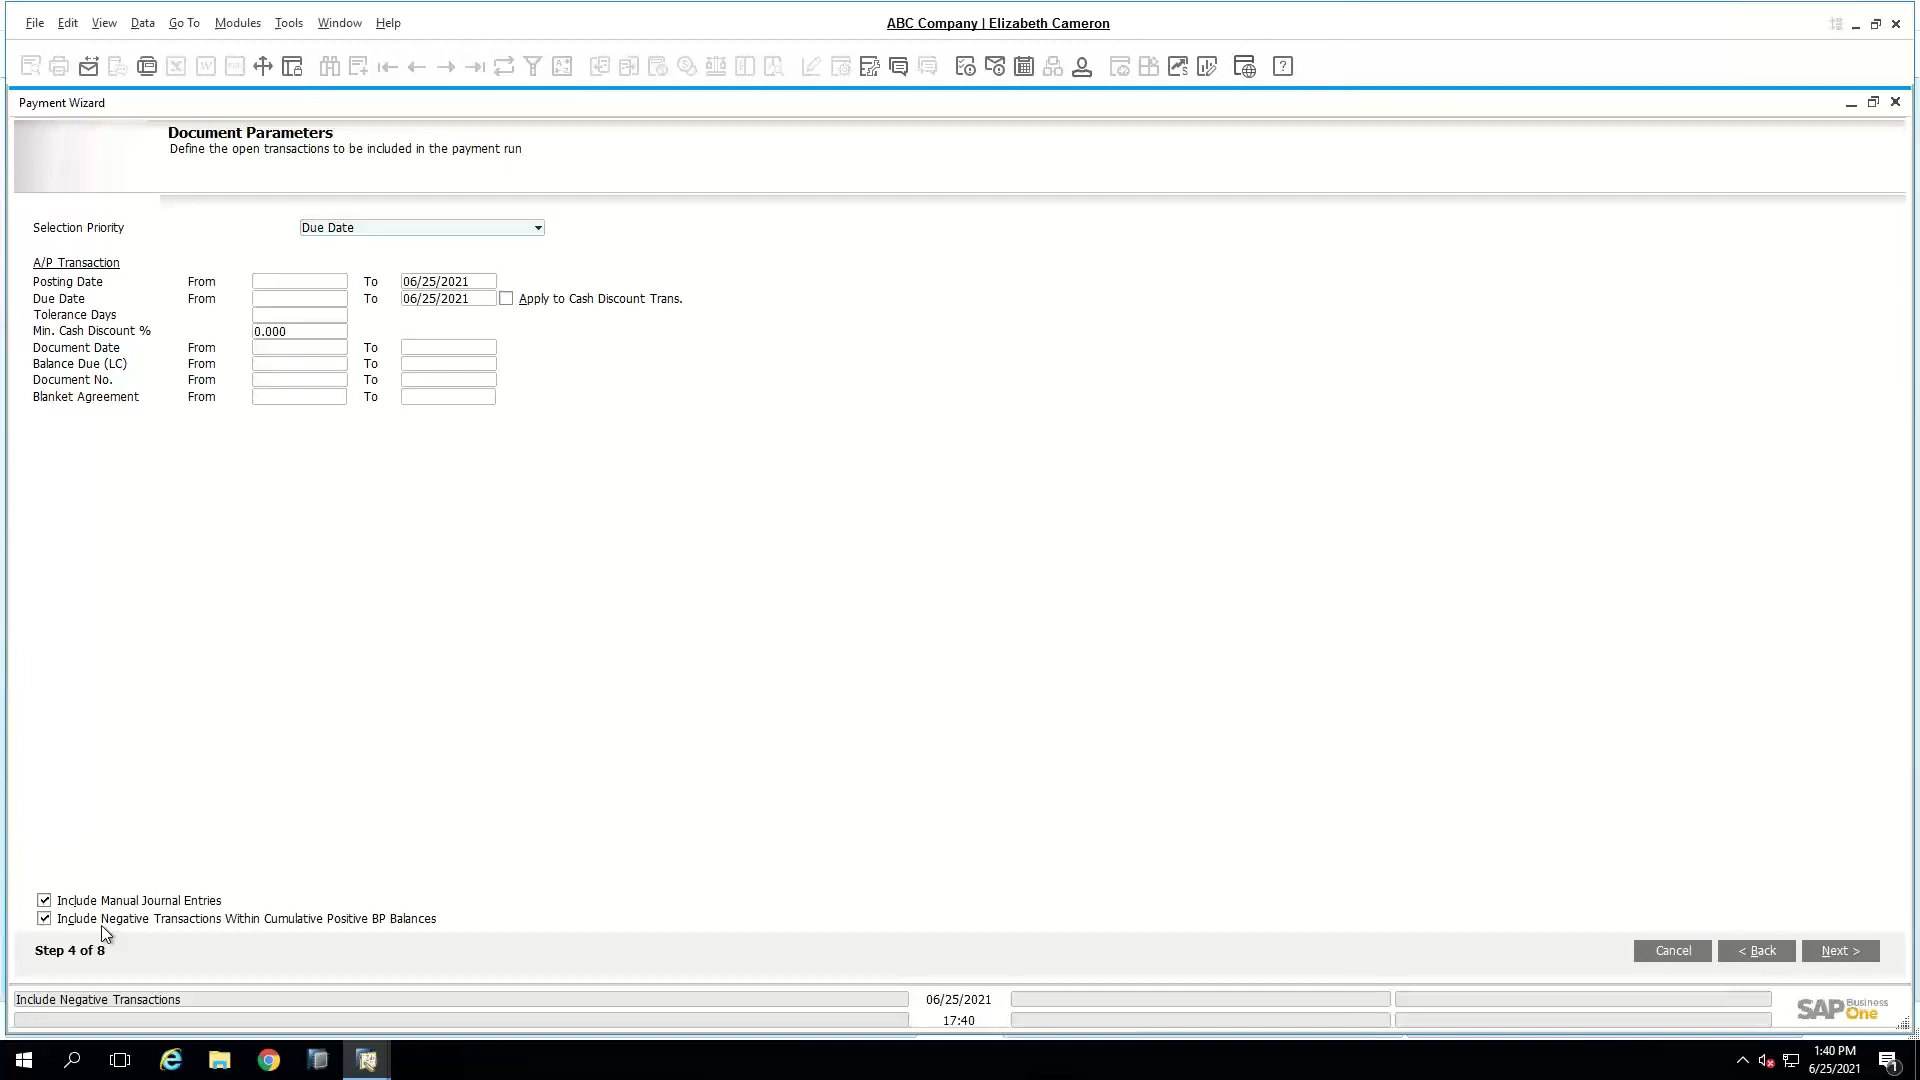 File Edit View Data Go To Modules Tools Window Help
ABC Company | Elizabeth Cameron
Payment Wizard
Document Parameters
Define the open transactions to be included in the payment run
Selection Priority Due Date
A/P Transaction
Posting Date From To 06/25/2021
Due Date From To 06/25/2021 Apply to Cash Discount Trans.
Tolerance Days
Min. Cash Discount % 0.000
Document Date From To
Balance Due (LC) From To
Document No. From To
Blanket Agreement From To
Include Manual Journal Entries
Include Negative Transactions Within Cumulative Positive BP Balances
Step 4 of 8
Cancel < Back Next >
Include Negative Transactions 06/25/2021
17:40
SAP Business One
1:40 PM
6/25/2021
1